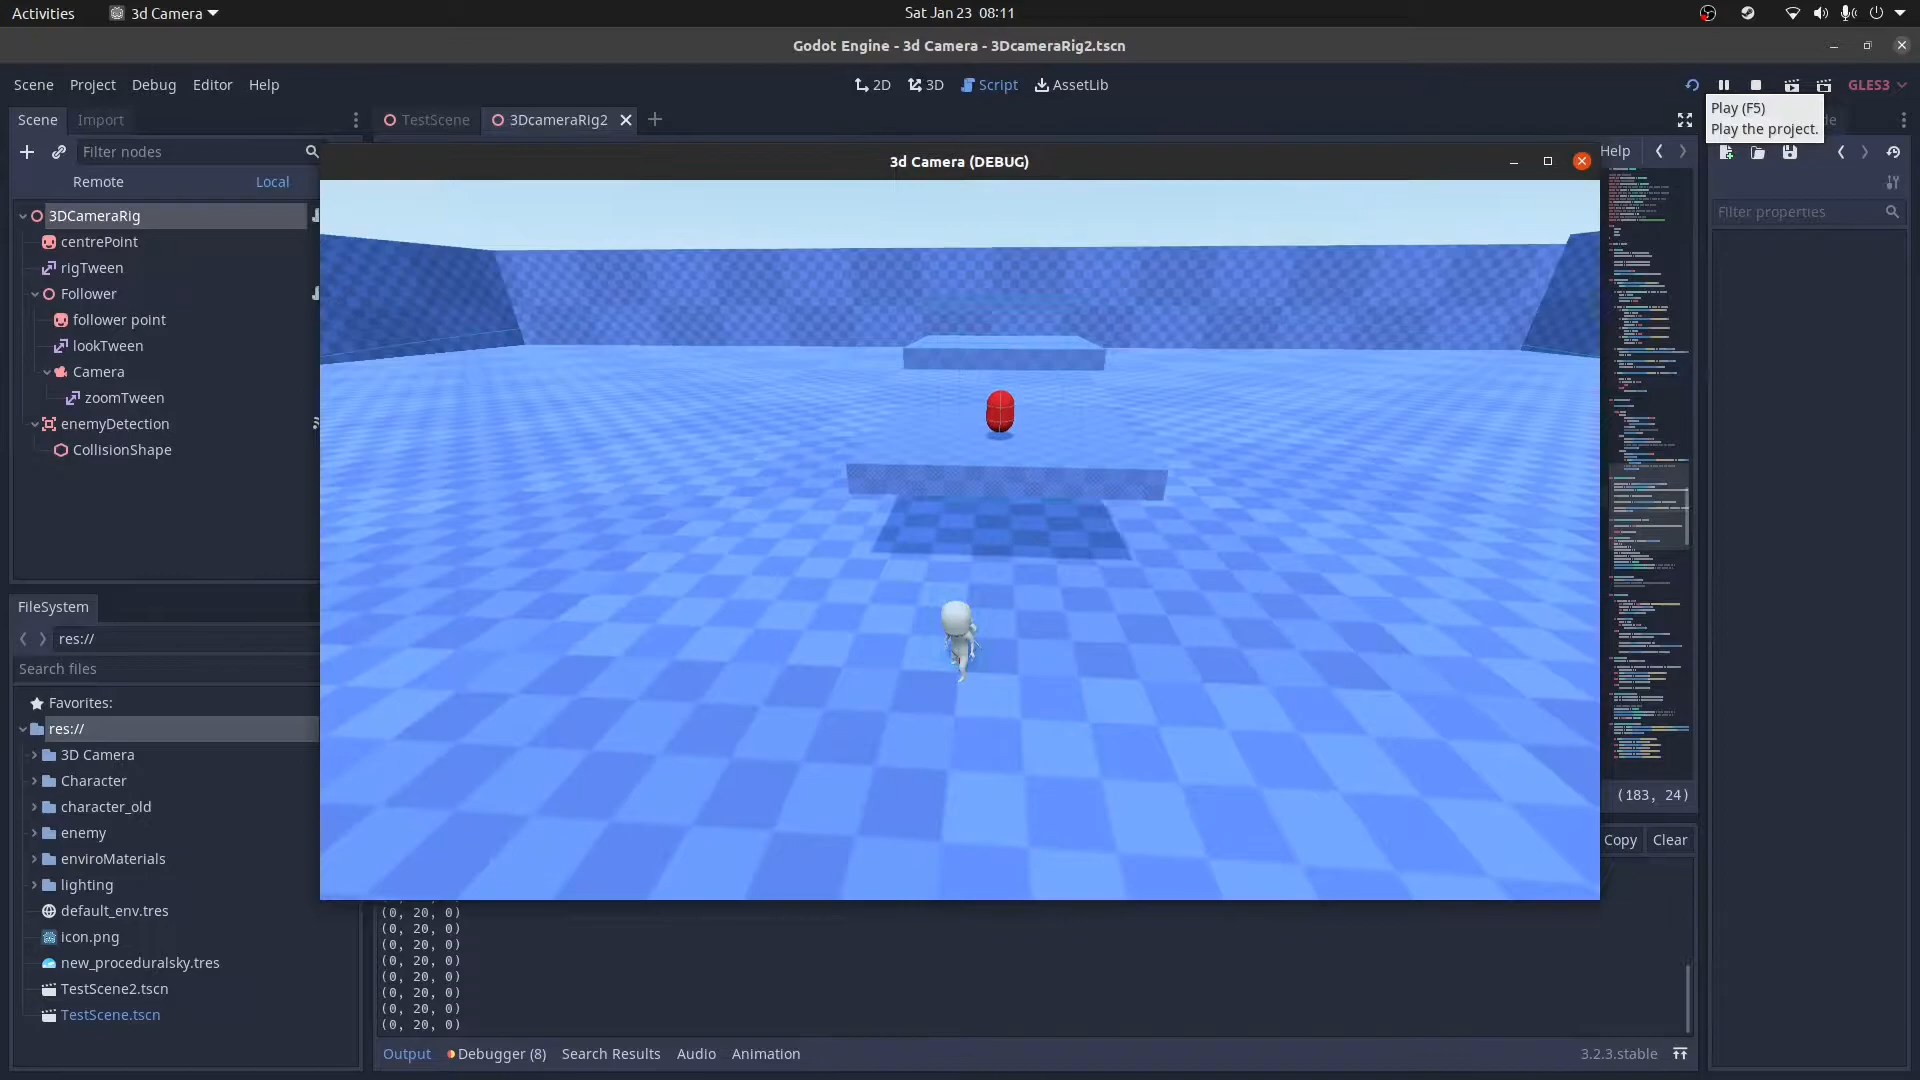 Activities
3d Camera
Sat Jan 23 08:11
Godot Engine - 3d Camera - 3DcameraRig2.tscn
Scene Project Debug Editor Help
2D 3D Script AssetLib
GLES3
Play (F5)
Play the project.
Scene Import
TestScene 3DcameraRig2
Filter nodes
3d Camera (DEBUG)
Help
Remote Local
Filter properties
3DCameraRig
centrePoint
rigTween
Follower
follower point
lookTween
Camera
zoomTween
enemyDetection
CollisionShape
FileSystem
res://
Search files
Favorites:
res://
3D Camera
Character
character_old
enemy
enviroMaterials
lighting
default_env.tres
icon.png
new_proceduralsky.tres
TestScene2.tscn
TestScene.tscn
(183, 24)
Copy Clear
(0, 20, 0)
(0, 20, 0)
(0, 20, 0)
(0, 20, 0)
(0, 20, 0)
(0, 20, 0)
(0, 20, 0)
(0, 20, 0)
Output Debugger (8) Search Results Audio Animation
3.2.3.stable